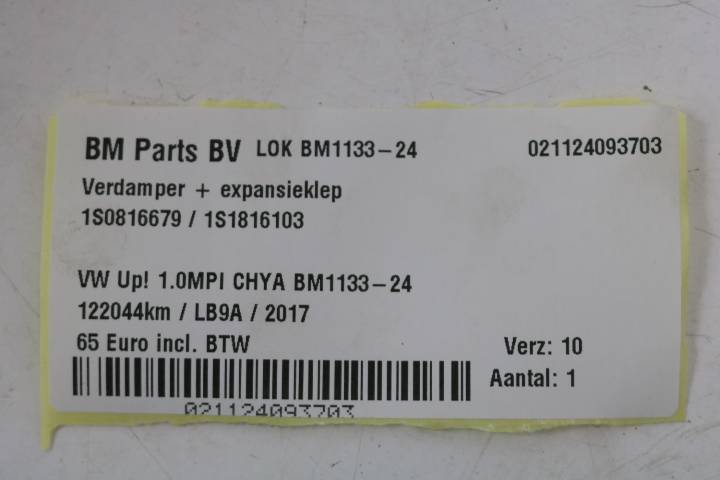 BM Parts BV LOK BM1133-24 021124093703
Verdamper + expansieklep
1S0816679 / 1S1816103
VW Up! 1.0MPI CHYA BM1133-24
122044km / LB9A / 2017
65 Euro incl. BTW Verz: 10
Aantal: 1
021124093703